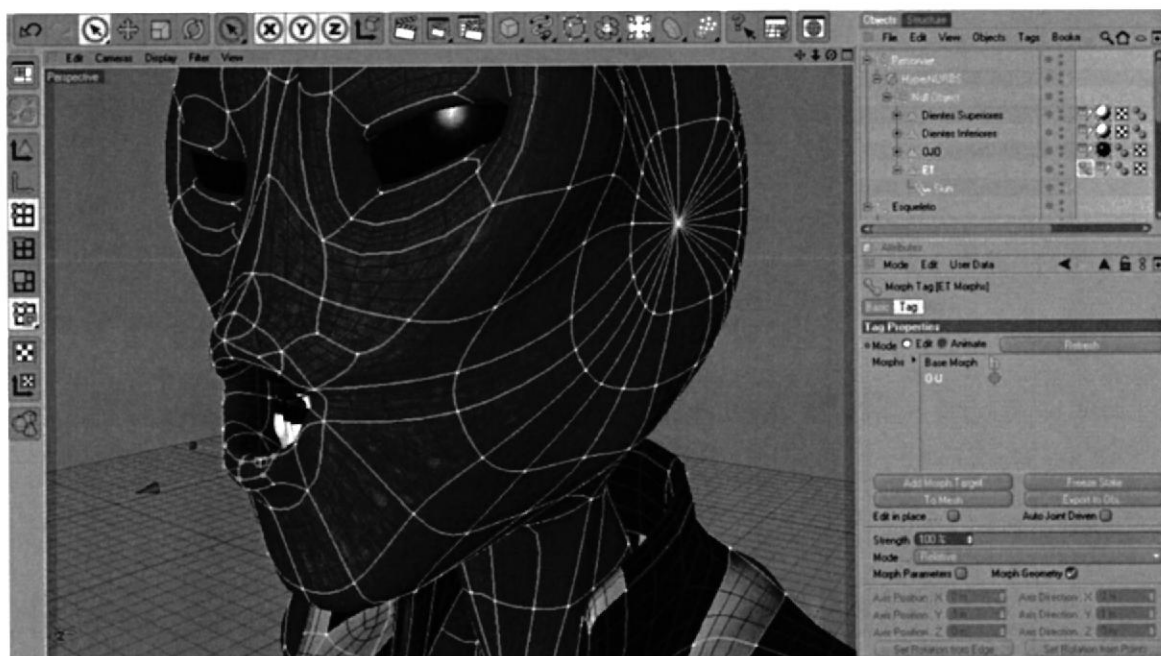 X Y Z
Objects Structure
File Edit View Objects Tags Books
Edit Cameras Display Filter View
Perspective
Personaje
HyperNURBS
Null Object
Dientes Superiores
Dientes Inferiores
OJO
ET
Skin
Esqueleto
Attributes
Mode Edit User Data
Morph Tag [ET Morphs]
Basic Tag
Tag Properties
Mode Edit Animate Refresh
Morphs Base Morph
O-U
Add Morph Target Freeze State
To Mesh Export to Obj.
Edit in place . . . Auto Joint Driven
Strength 100 %
Mode Relative
Morph Parameters Morph Geometry
Axis Position . X Axis Direction . X
Axis Position . Y Axis Direction . Y
Axis Position . Z Axis Direction . Z
Set Rotation from Edge Set Rotation from Points
Z